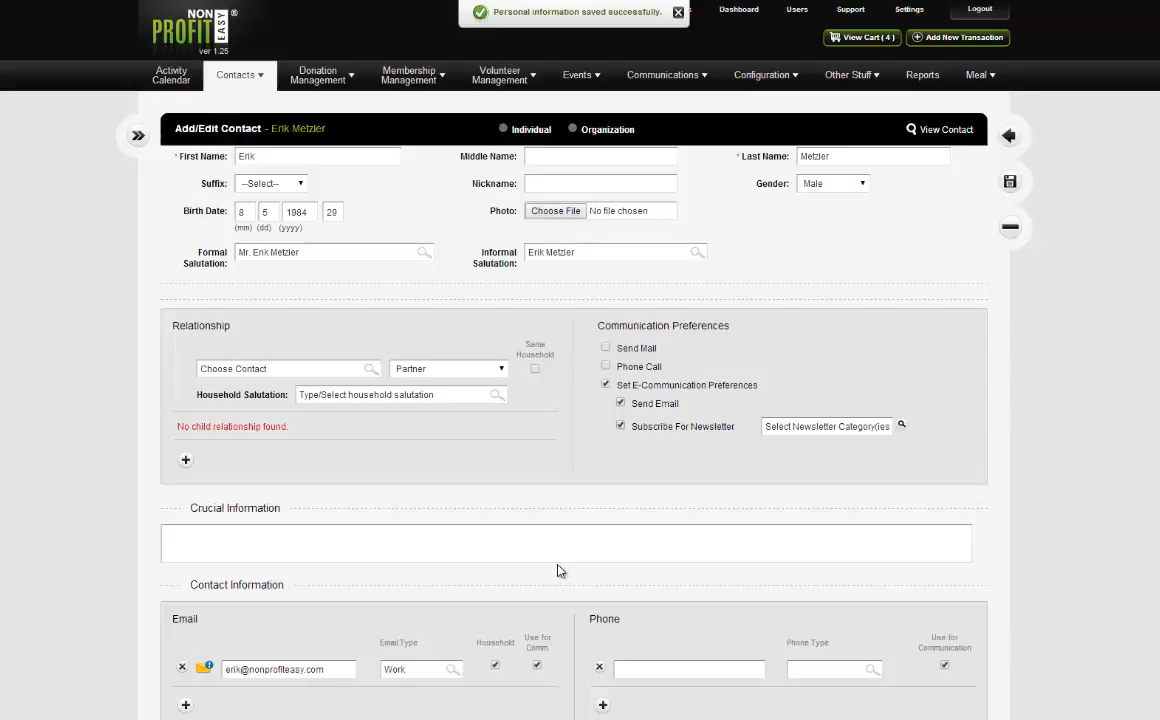 Personal information saved successfully.
Dashboard
Users
Support
Settings
Logout
NON
PROFIT EASY ®
ver 1.25
View Cart ( 4 )
Add New Transaction
Activity
Calendar
Contacts
Donation
Management
Membership
Management
Volunteer
Management
Events
Communications
Configuration
Other Stuff
Reports
Meal
Add/Edit Contact - Erik Metzler
Individual
Organization
View Contact
* First Name: Erik
Middle Name:
* Last Name: Metzler
Suffix: --Select--
Nickname:
Gender: Male
Birth Date: 8 5 1984 29
(mm) (dd) (yyyy)
Photo: Choose File No file chosen
Formal
Salutation: Mr. Erik Metzler
Informal
Salutation: Erik Metzler
Relationship
Same
Household
Choose Contact
Partner
Household Salutation: Type/Select household salutation
No child relationship found.
Communication Preferences
Send Mail
Phone Call
Set E-Communication Preferences
Send Email
Subscribe For Newsletter
Select Newsletter Category(ies
Crucial Information
Contact Information
Email
Email Type
Household
Use for
Comm
erik@nonprofiteasy.com
Work
Phone
Phone Type
Use for
Communication